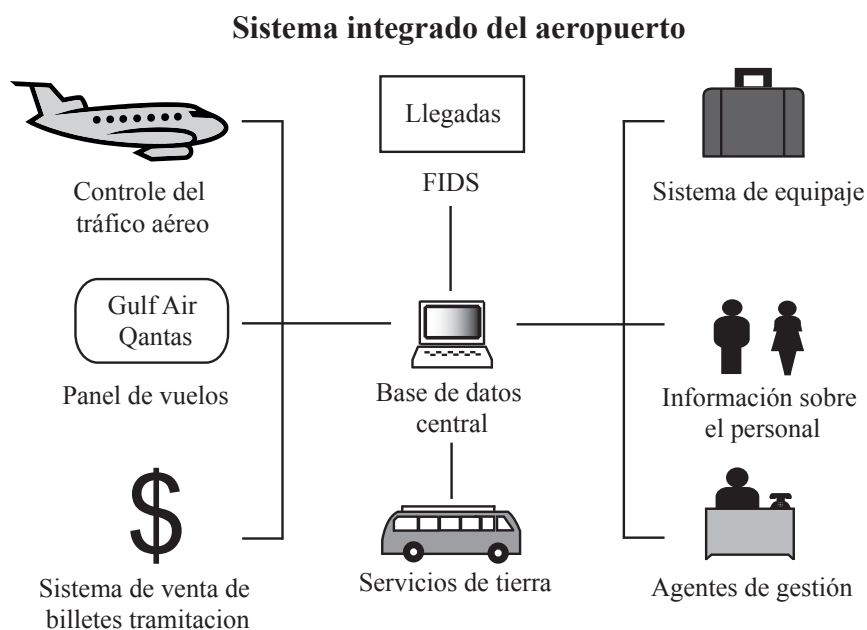 Sistema integrado del aeropuerto
Llegadas
FIDS
Controle del
tráfico aéreo
Sistema de equipaje
Gulf Air
Qantas
Panel de vuelos
Base de datos
central
Información sobre
el personal
$
Sistema de venta de
billetes tramitacion
Servicios de tierra
Agentes de gestión